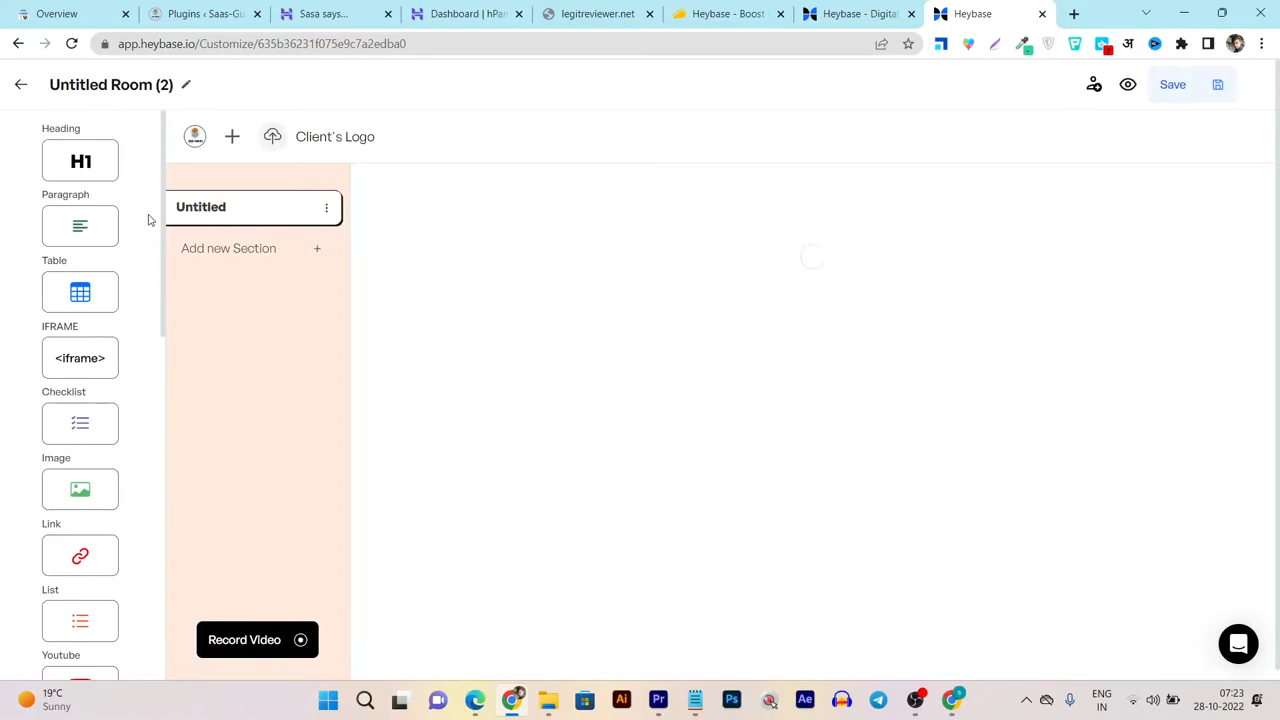 Overview
Plugins ‹ Saas-Gu
Sasa says...
Dashboard | hPan
legitreviewer.net
Heybase - Boost
Heybase - Digital
Heybase
app.heybase.io/Customize/635b36231f075e9c7a2edba0
Untitled Room (2)
Save
Heading
H1
Client's Logo
Paragraph
Untitled
Add new Section +
Table
IFRAME
<iframe>
Checklist
Image
Link
List
Record Video
Youtube
19°C
Sunny
ENG
IN
07:23
28-10-2022